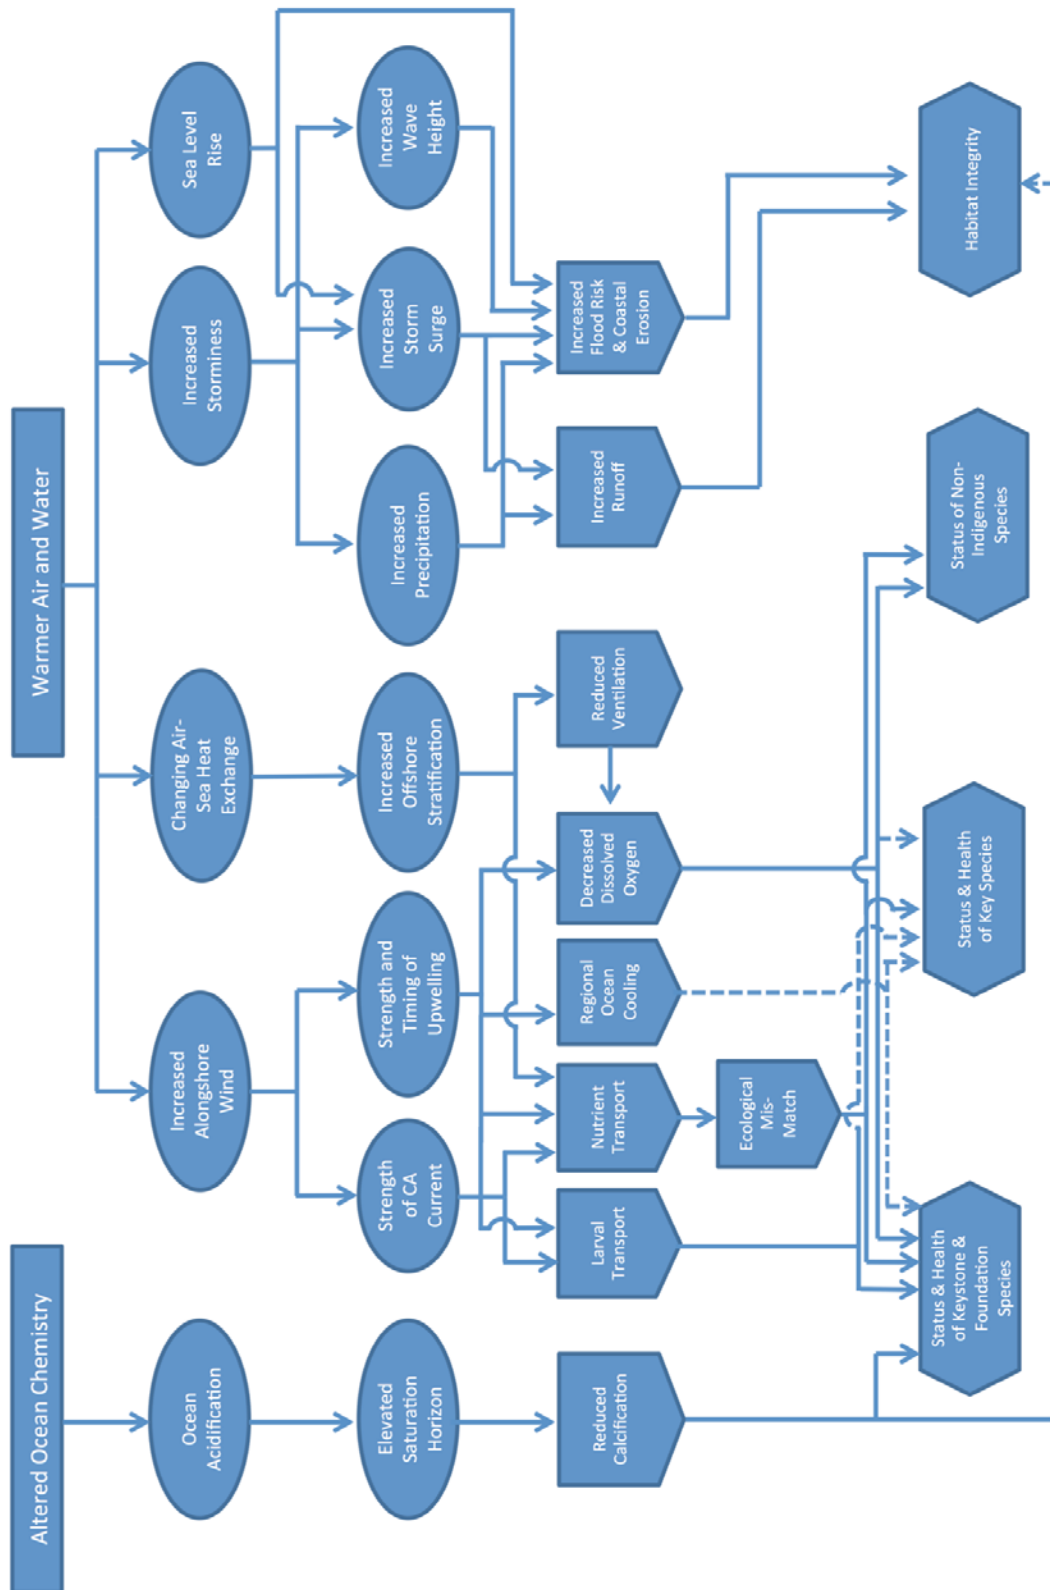 Altered Ocean Chemistry
Warmer Air and Water
Ocean
Acidification
Increased
Alongshore
Wind
Changing Air-
Sea Heat
Exchange
Increased
Storminess
Sea Level
Rise
Elevated
Saturation
Horizon
Strength
of CA
Current
Strength and
Timing of
Upwelling
Increased
Offshore
Stratification
Increased
Precipitation
Increased
Storm
Surge
Increased
Wave
Height
Reduced
Calcification
Larval
Transport
Nutrient
Transport
Regional
Ocean
Cooling
Decreased
Dissolved
Oxygen
Reduced
Ventilation
Increased
Runoff
Increased
Flood Risk
& Coastal
Erosion
Ecological
Mis-
Match
Status & Health
of Keystone &
Foundation
Species
Status & Health
of Key Species
Status of Non-
Indigenous
Species
Habitat Integrity